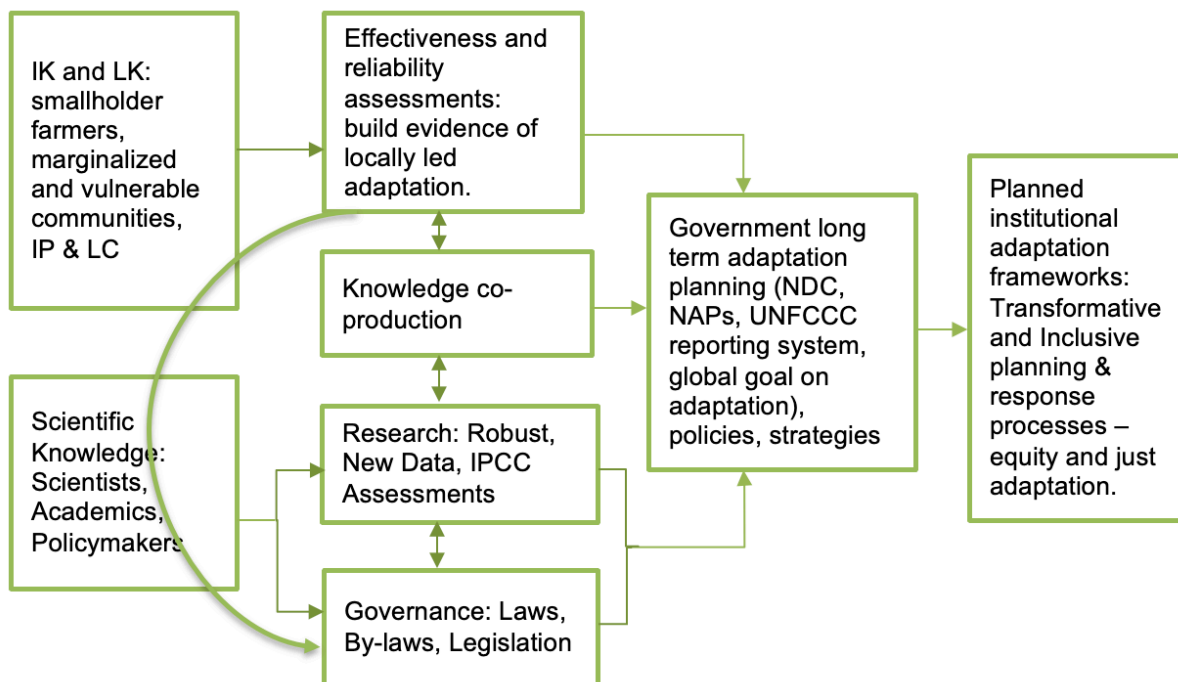 IK and LK:
smallholder
farmers,
marginalized
and vulnerable
communities,
IP & LC
Effectiveness and
reliability
assessments:
build evidence of
locally led
adaptation.
Knowledge co-
production
Scientific
Knowledge:
Scientists,
Academics,
Policymakers
Research: Robust,
New Data, IPCC
Assessments
Governance: Laws,
By-laws, Legislation
Government long
term adaptation
planning (NDC,
NAPs, UNFCCC
reporting system,
global goal on
adaptation),
policies, strategies
Planned
institutional
adaptation
frameworks:
Transformative
and Inclusive
planning &
response
processes –
equity and just
adaptation.